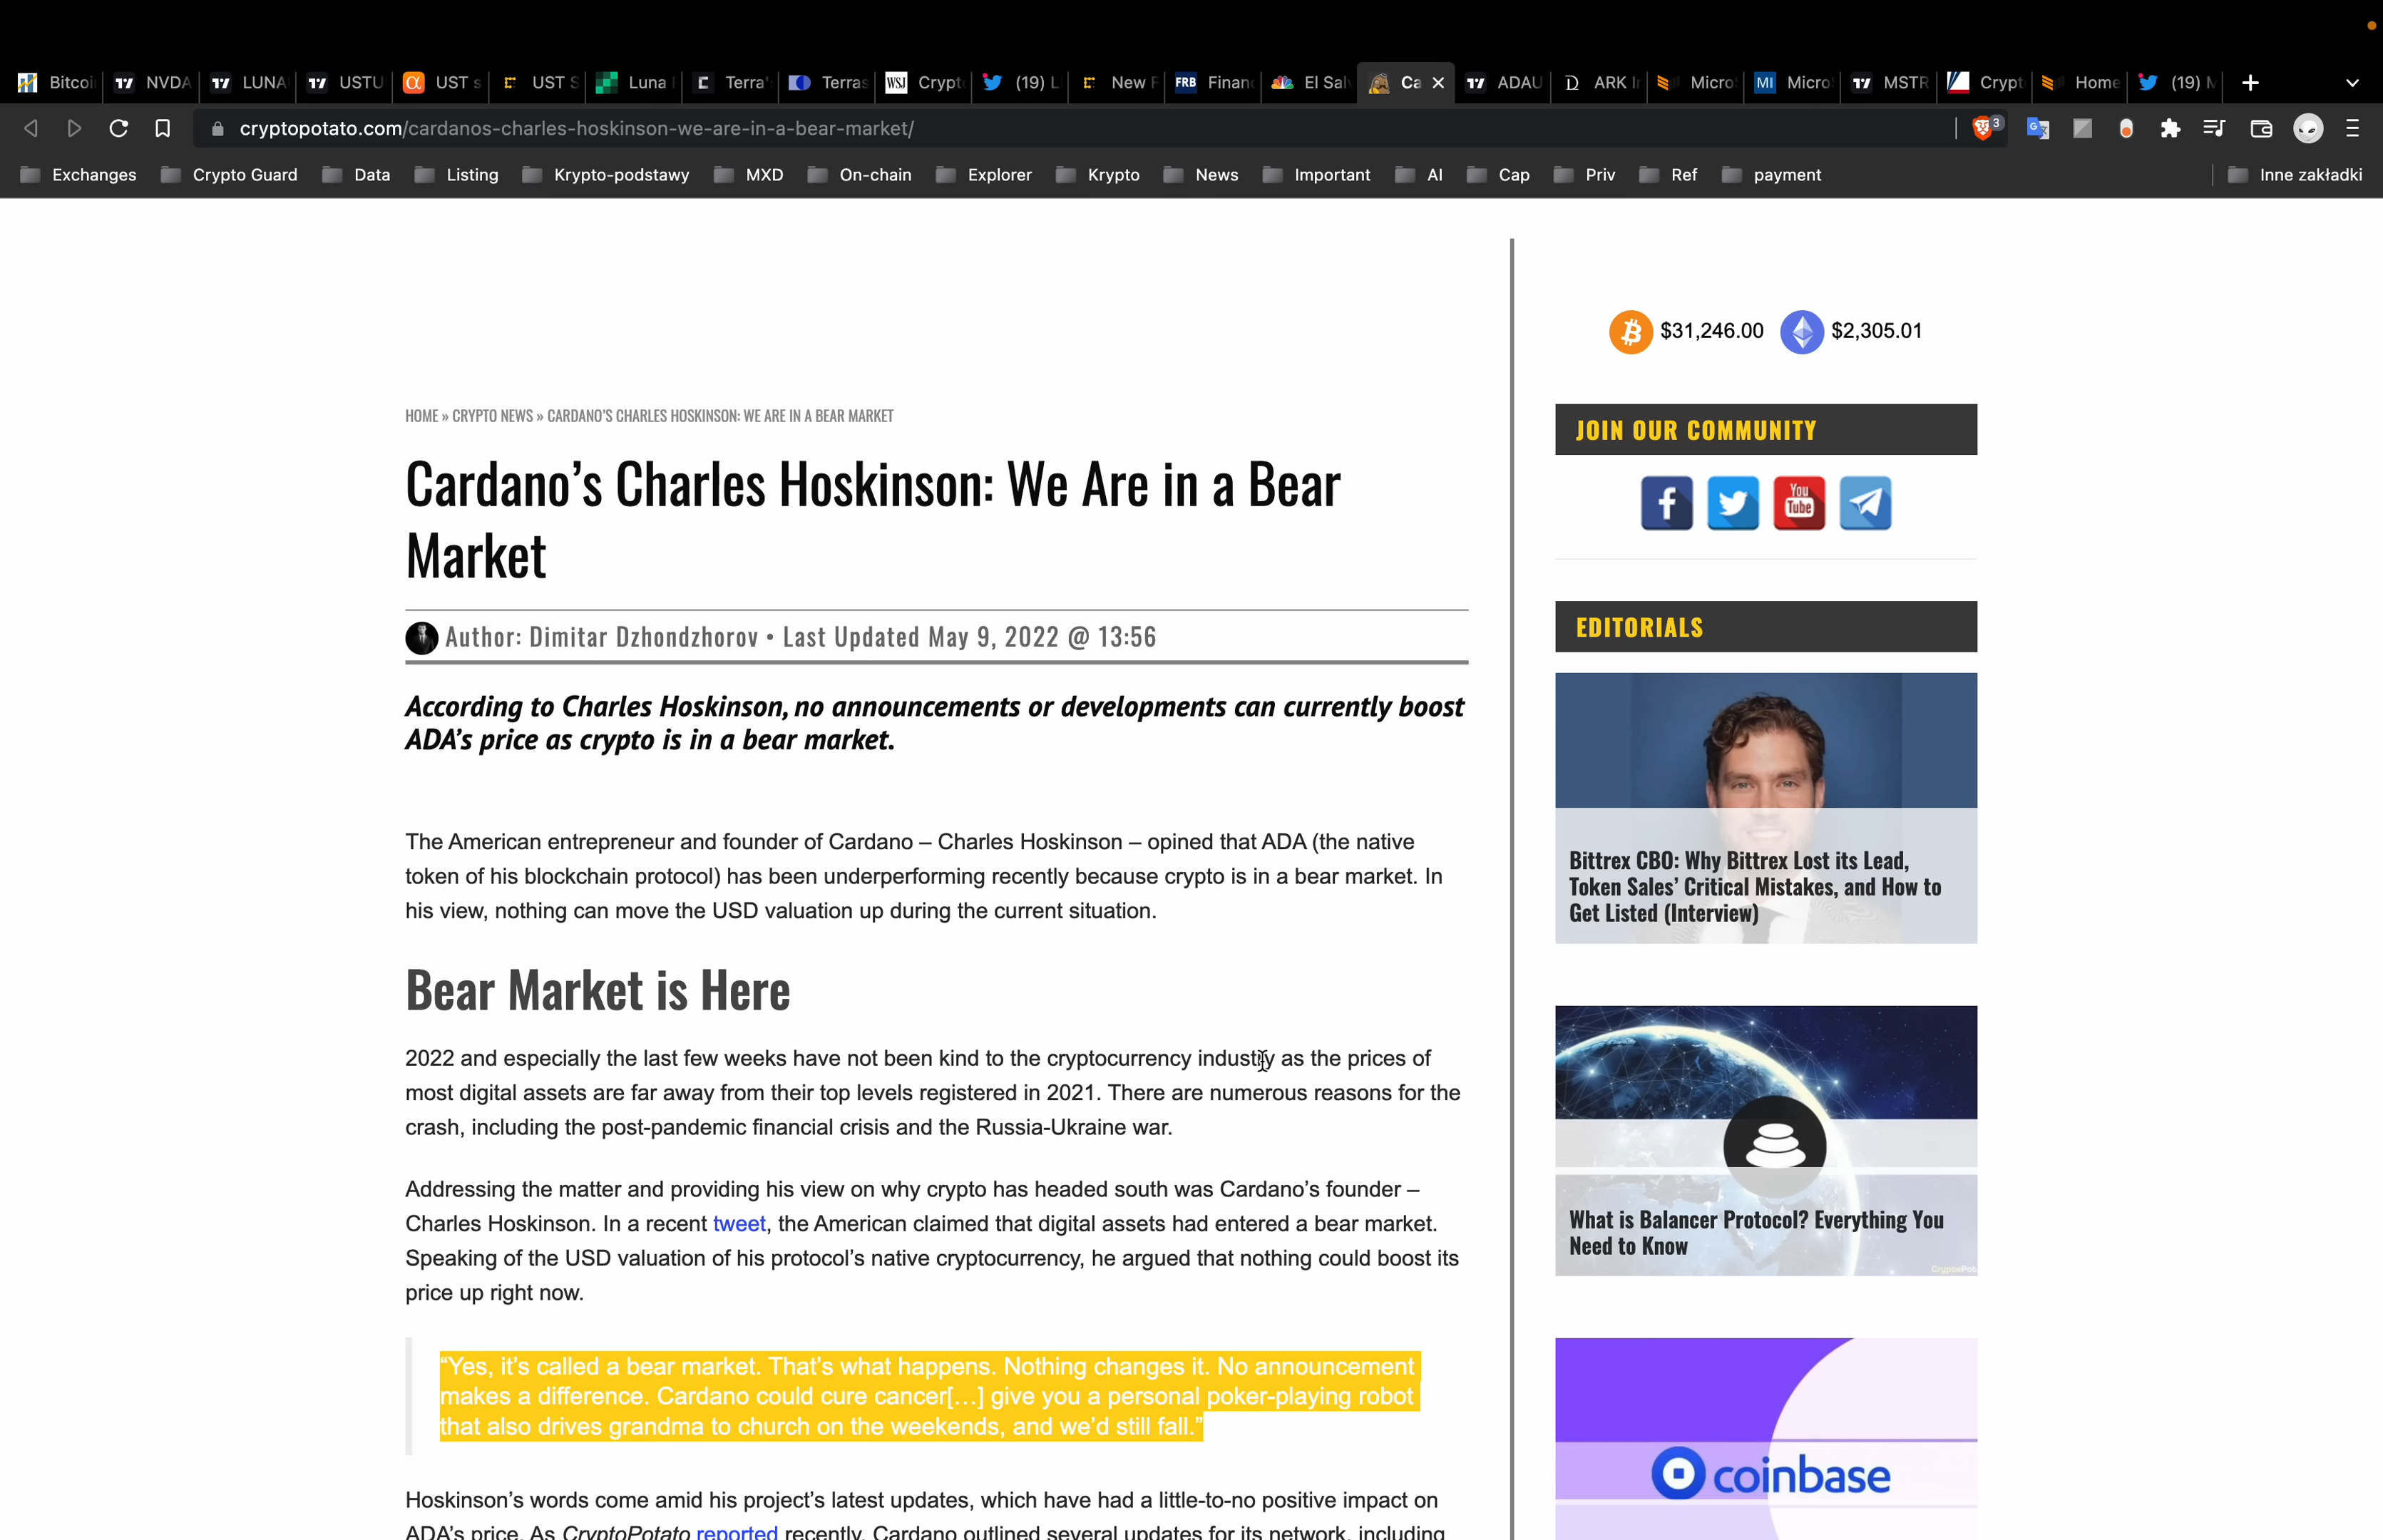 Bitcoi
NVDA
LUNA
USTU
UST s
UST S
Luna
Terra'
Terras
WSJ
Crypt
(19) L
New F
FRB
Financ
El Sal
Ca
ADAU
ARK I
Micro
MI
Micro
MSTR
Crypt
Home
(19) M
cryptopotato.com/cardanos-charles-hoskinson-we-are-in-a-bear-market/
3
Exchanges
Crypto Guard
Data
Listing
Krypto-podstawy
MXD
On-chain
Explorer
Krypto
News
Important
AI
Cap
Priv
Ref
payment
Inne zakładki
HOME » CRYPTO NEWS » CARDANO'S CHARLES HOSKINSON: WE ARE IN A BEAR MARKET
Cardano’s Charles Hoskinson: We Are in a Bear
Market
Author: Dimitar Dzhondzhorov • Last Updated May 9, 2022 @ 13:56
According to Charles Hoskinson, no announcements or developments can currently boost
ADA’s price as crypto is in a bear market.
The American entrepreneur and founder of Cardano – Charles Hoskinson – opined that ADA (the native
token of his blockchain protocol) has been underperforming recently because crypto is in a bear market. In
his view, nothing can move the USD valuation up during the current situation.
Bear Market is Here
2022 and especially the last few weeks have not been kind to the cryptocurrency industry as the prices of
most digital assets are far away from their top levels registered in 2021. There are numerous reasons for the
crash, including the post-pandemic financial crisis and the Russia-Ukraine war.
Addressing the matter and providing his view on why crypto has headed south was Cardano’s founder –
Charles Hoskinson. In a recent tweet, the American claimed that digital assets had entered a bear market.
Speaking of the USD valuation of his protocol’s native cryptocurrency, he argued that nothing could boost its
price up right now.
“Yes, it’s called a bear market. That’s what happens. Nothing changes it. No announcement
makes a difference. Cardano could cure cancer[…] give you a personal poker-playing robot
that also drives grandma to church on the weekends, and we’d still fall.”
Hoskinson’s words come amid his project’s latest updates, which have had a little-to-no positive impact on
ADA’s price. As CryptoPotato reported recently, Cardano outlined several updates for its network, including
$31,246.00
$2,305.01
JOIN OUR COMMUNITY
You
Tube
EDITORIALS
Bittrex CBO: Why Bittrex Lost its Lead,
Token Sales’ Critical Mistakes, and How to
Get Listed (Interview)
What is Balancer Protocol? Everything You
Need to Know
CryptoPot
coinbase